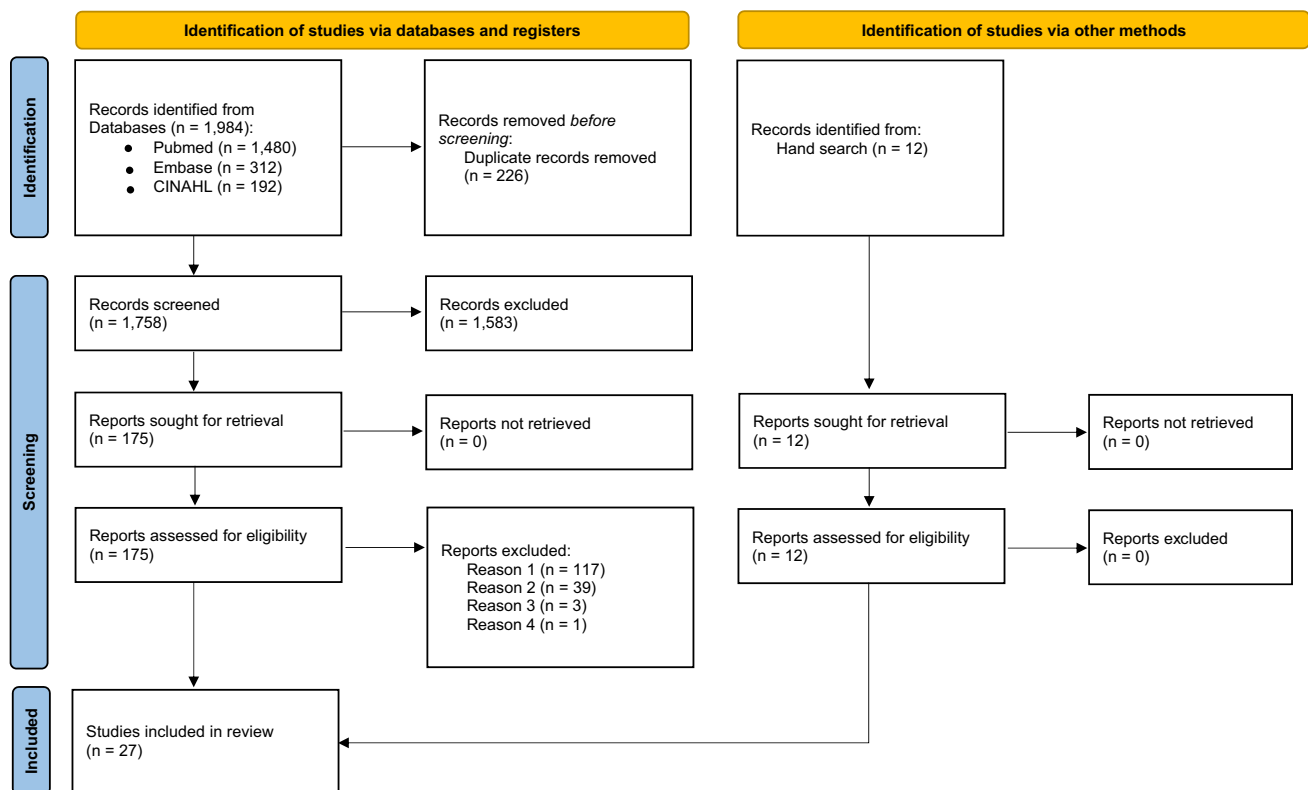 Identification of studies via databases and registers
Identification of studies via other methods
Identification
Records identified from
Databases (n = 1,984):
● Pubmed (n = 1,480)
● Embase (n = 312)
● CINAHL (n = 192)
Records removed before
screening:
Duplicate records removed
(n = 226)
Records identified from:
Hand search (n = 12)
Screening
Records screened
(n = 1,758)
Records excluded
(n = 1,583)
Reports sought for retrieval
(n = 175)
Reports not retrieved
(n = 0)
Reports sought for retrieval
(n = 12)
Reports not retrieved
(n = 0)
Reports assessed for eligibility
(n = 175)
Reports excluded:
Reason 1 (n = 117)
Reason 2 (n = 39)
Reason 3 (n = 3)
Reason 4 (n = 1)
Reports assessed for eligibility
(n = 12)
Reports excluded
(n = 0)
Included
Studies included in review
(n = 27)